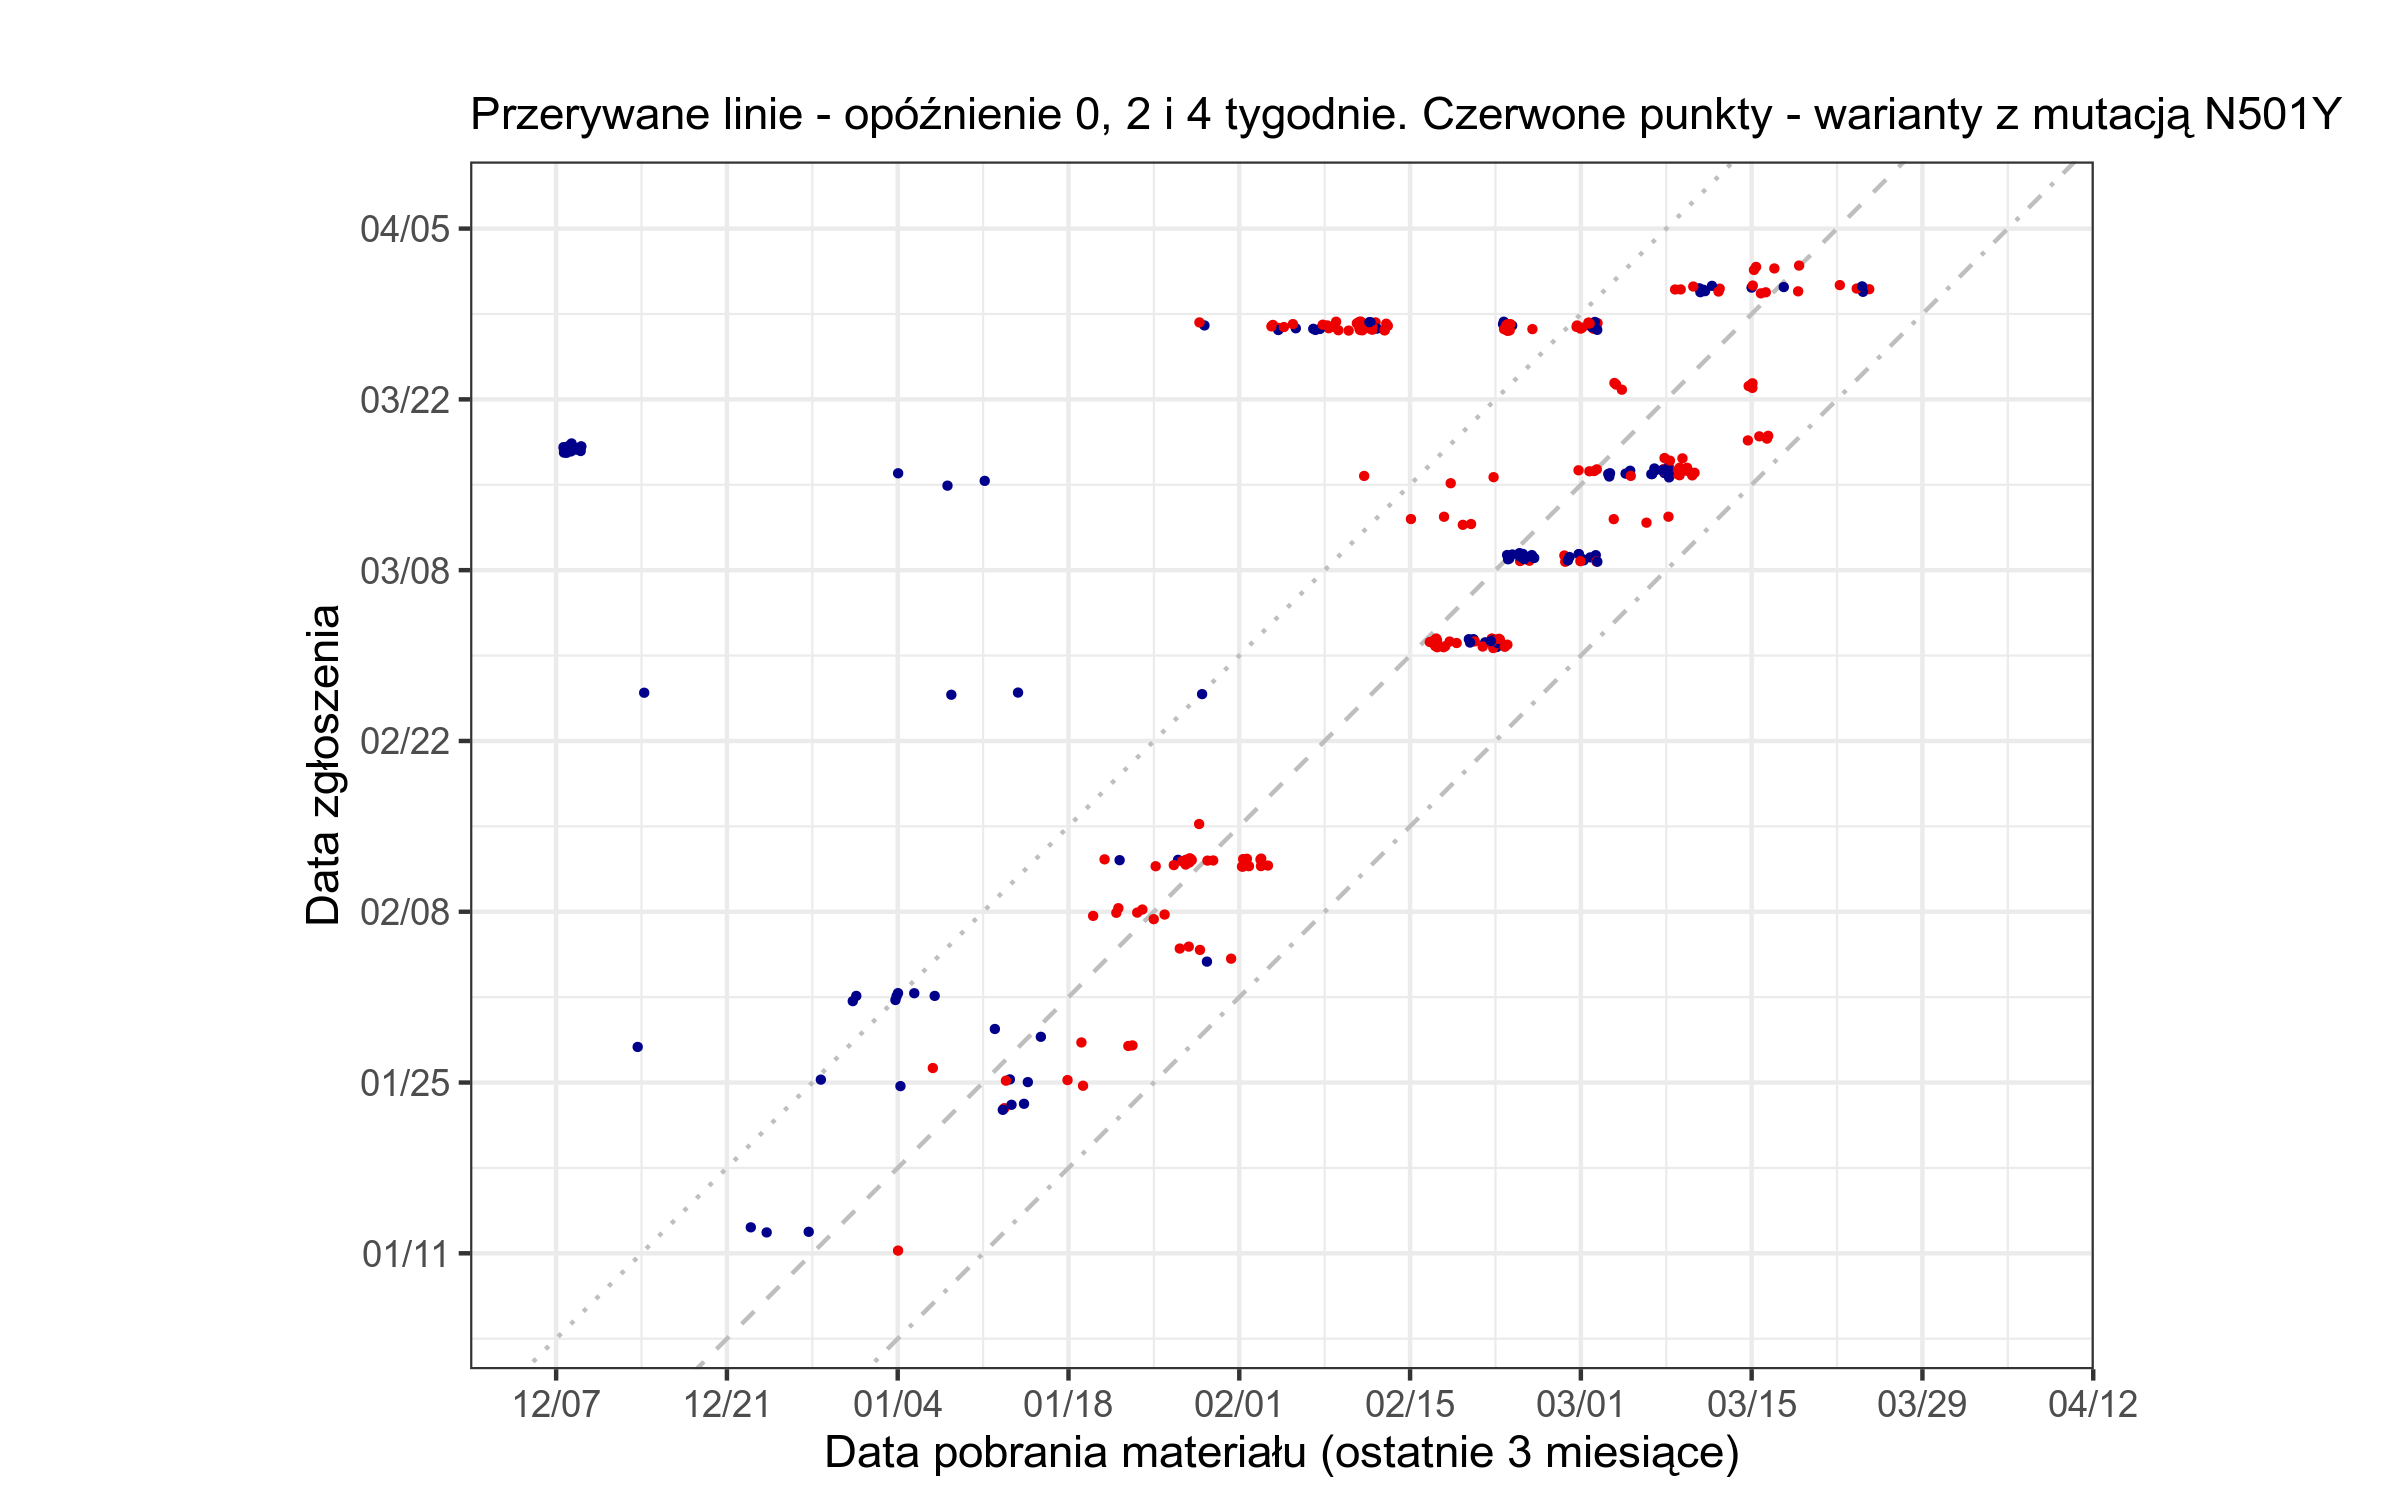 Przerywane linie - opóźnienie 0, 2 i 4 tygodnie. Czerwone punkty - warianty z mutacją N501Y
04/05
03/22
03/08
02/22
02/08
01/25
01/11
Data zgłoszenia
12/07 12/21 01/04 01/18 02/01 02/15 03/01 03/15 03/29 04/12
Data pobrania materiału (ostatnie 3 miesiące)